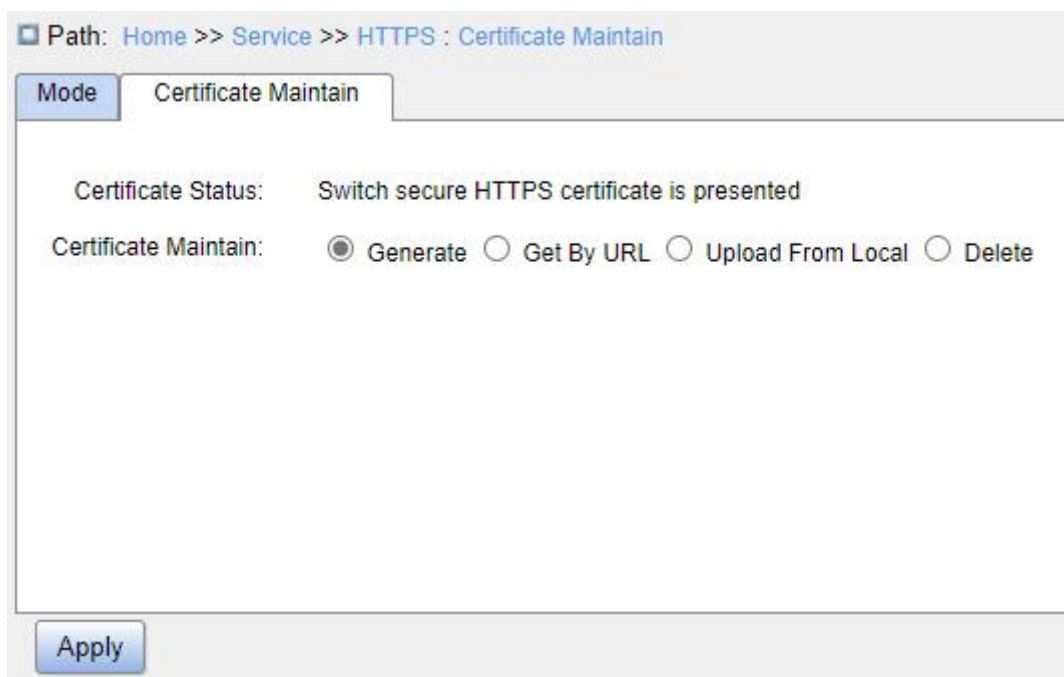 Path: Home >> Service >> HTTPS : Certificate Maintain
Mode Certificate Maintain
Certificate Status: Switch secure HTTPS certificate is presented
Certificate Maintain: Generate Get By URL Upload From Local Delete
Apply